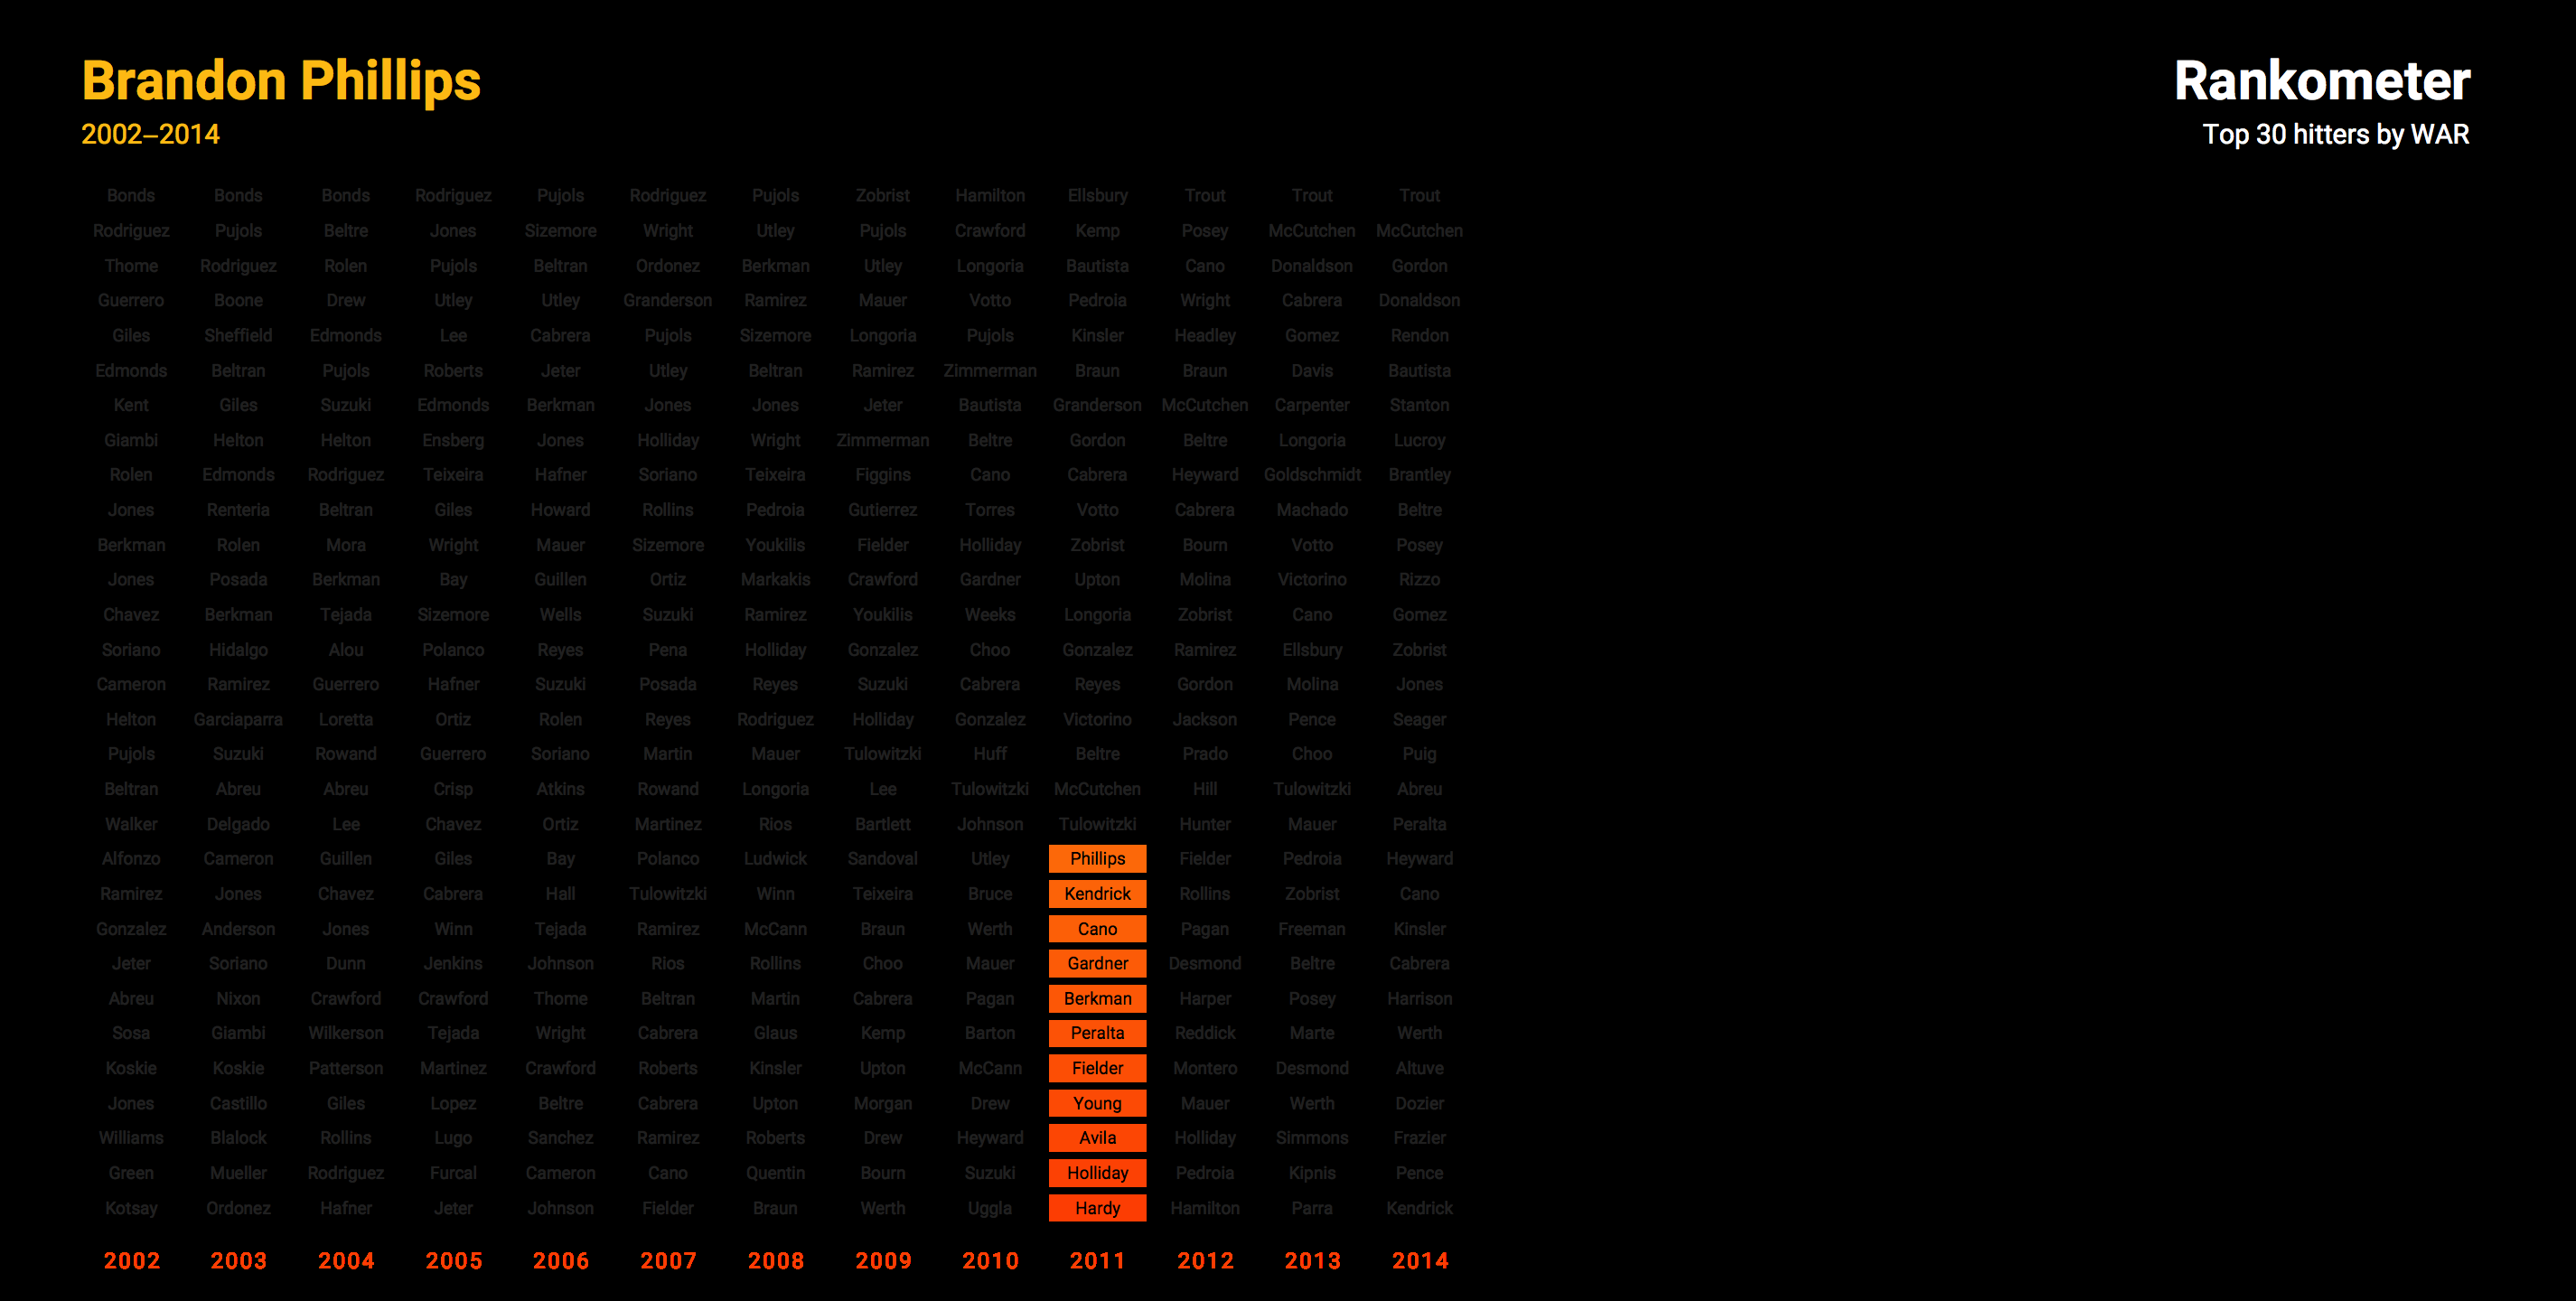 Brandon Phillips
2002–2014
Rankometer
Top 30 hitters by WAR
Bonds Bonds Bonds Rodriguez Pujols Rodriguez Pujols Zobrist Hamilton Ellsbury Trout Trout Trout
Rodriguez Pujols Beltre Jones Sizemore Wright Utley Pujols Crawford Kemp Posey McCutchen McCutchen
Thome Rodriguez Rolen Pujols Beltran Ordonez Berkman Utley Longoria Bautista Cano Donaldson Gordon
Guerrero Boone Drew Utley Utley Granderson Ramirez Mauer Votto Pedroia Wright Cabrera Donaldson
Giles Sheffield Edmonds Lee Cabrera Pujols Sizemore Longoria Pujols Kinsler Headley Gomez Rendon
Edmonds Beltran Pujols Roberts Jeter Utley Beltran Ramirez Zimmerman Braun Braun Davis Bautista
Kent Giles Suzuki Edmonds Berkman Jones Jones Jeter Bautista Granderson McCutchen Carpenter Stanton
Giambi Helton Helton Ensberg Jones Holliday Wright Zimmerman Beltre Gordon Beltre Longoria Lucroy
Rolen Edmonds Rodriguez Teixeira Hafner Soriano Teixeira Figgins Cano Cabrera Heyward Goldschmidt Brantley
Jones Renteria Beltran Giles Howard Rollins Pedroia Gutierrez Torres Votto Cabrera Machado Beltre
Berkman Rolen Mora Wright Mauer Sizemore Youkilis Fielder Holliday Zobrist Bourn Votto Posey
Jones Posada Berkman Bay Guillen Ortiz Markakis Crawford Gardner Upton Molina Victorino Rizzo
Chavez Berkman Tejada Sizemore Wells Suzuki Ramirez Youkilis Weeks Longoria Zobrist Cano Gomez
Soriano Hidalgo Alou Polanco Reyes Pena Holliday Gonzalez Choo Gonzalez Ramirez Ellsbury Zobrist
Cameron Ramirez Guerrero Hafner Suzuki Posada Reyes Suzuki Cabrera Reyes Gordon Molina Jones
Helton Garciaparra Loretta Ortiz Rolen Reyes Rodriguez Holliday Gonzalez Victorino Jackson Pence Seager
Pujols Suzuki Rowand Guerrero Soriano Martin Mauer Tulowitzki Huff Beltre Prado Choo Puig
Beltran Abreu Abreu Crisp Atkins Rowand Longoria Lee Tulowitzki McCutchen Hill Tulowitzki Abreu
Walker Delgado Lee Chavez Ortiz Martinez Rios Bartlett Johnson Tulowitzki Hunter Mauer Peralta
Alfonzo Cameron Guillen Giles Bay Polanco Ludwick Sandoval Utley Phillips Fielder Pedroia Heyward
Ramirez Jones Chavez Cabrera Hall Tulowitzki Winn Teixeira Bruce Kendrick Rollins Zobrist Cano
Gonzalez Anderson Jones Winn Tejada Ramirez McCann Braun Werth Cano Pagan Freeman Kinsler
Jeter Soriano Dunn Jenkins Johnson Rios Rollins Choo Mauer Gardner Desmond Beltre Cabrera
Abreu Nixon Crawford Crawford Thome Beltran Martin Cabrera Pagan Berkman Harper Posey Harrison
Sosa Giambi Wilkerson Tejada Wright Cabrera Glaus Kemp Barton Peralta Reddick Marte Werth
Koskie Koskie Patterson Martinez Crawford Roberts Kinsler Upton McCann Fielder Montero Desmond Altuve
Jones Castillo Giles Lopez Beltre Cabrera Upton Morgan Drew Young Mauer Werth Dozier
Williams Blalock Rollins Lugo Sanchez Ramirez Roberts Drew Heyward Avila Holliday Simmons Frazier
Green Mueller Rodriguez Furcal Cameron Cano Quentin Bourn Suzuki Holliday Pedroia Kipnis Pence
Kotsay Ordonez Hafner Jeter Johnson Fielder Braun Werth Uggla Hardy Hamilton Parra Kendrick
2002 2003 2004 2005 2006 2007 2008 2009 2010 2011 2012 2013 2014